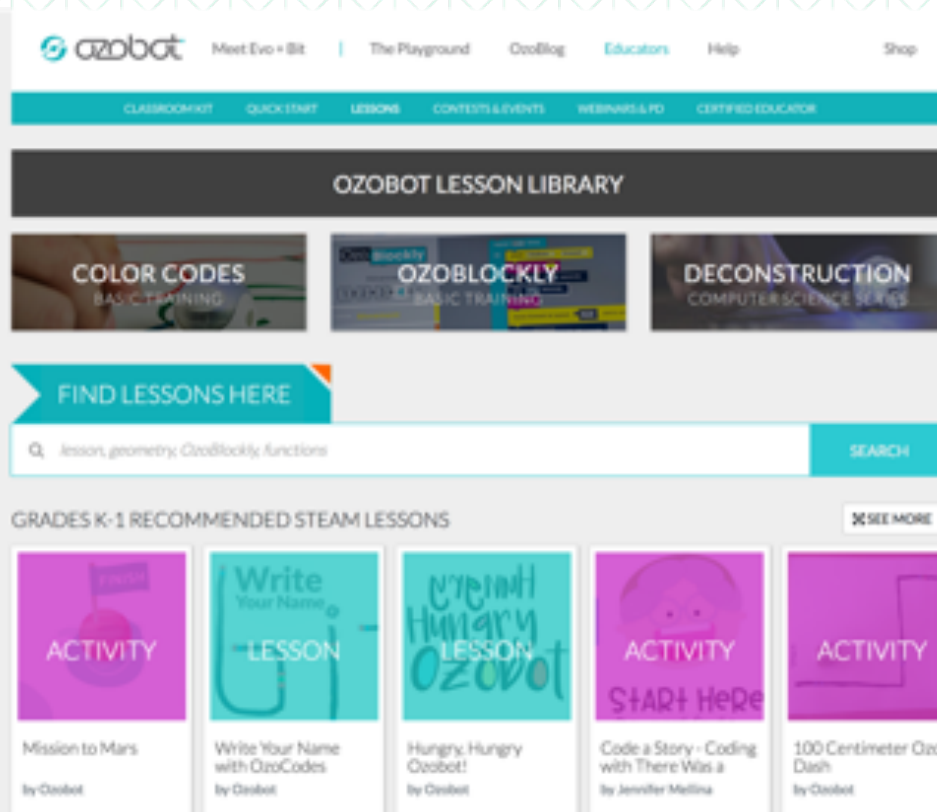 ozobot Meet Evo + Bit | The Playground OzoBlog Educators Help Shop
CLASSROOM KIT QUICK START LESSONS CONTESTS & EVENTS WEBINARS & PD CERTIFIED EDUCATOR
OZOBOT LESSON LIBRARY
COLOR CODES
BASIC TRAINING
OzoBlockly
OZOBLOCKLY
BASIC TRAINING
DECONSTRUCTION
COMPUTER SCIENCE SERIES
FIND LESSONS HERE
lesson, geometry, OzoBlockly, functions
SEARCH
GRADES K-1 RECOMMENDED STEAM LESSONS
SEE MORE
FINISH
ACTIVITY
Mission to Mars
by Ozobot
Write
Your Name
LESSON
Write Your Name
with OzoCodes
by Ozobot
Hungry
Ozobot
LESSON
Hungry, Hungry
Ozobot!
by Ozobot
ACTIVITY
START HeRe
Code a Story - Coding
with There Was a
by Jennifer Mellina
ACTIVITY
100 Centimeter Ozo
Dash
by Ozobot